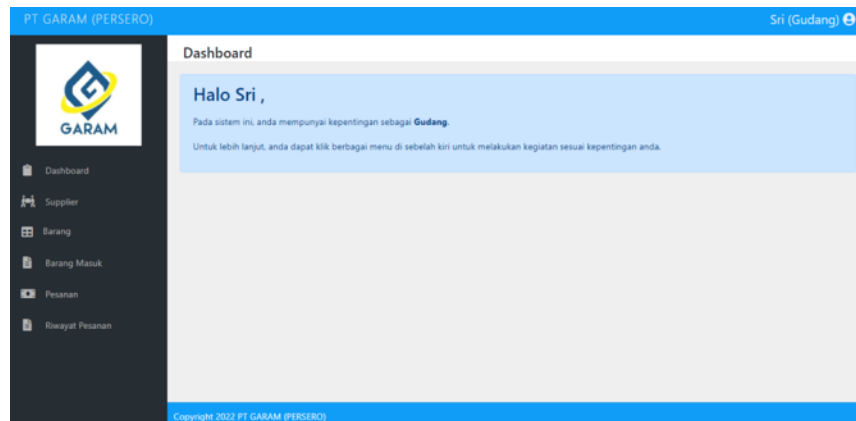 PT GARAM (PERSERO)
Sri (Gudang)
GARAM
Dashboard
Supplier
Barang
Barang Masuk
Pesanan
Riwayat Pesanan
Dashboard
Halo Sri ,
Pada sistem ini, anda mempunyai kepentingan sebagai Gudang.
Untuk lebih lanjut, anda dapat klik berbagai menu di sebelah kiri untuk melakukan kegiatan sesuai kepentingan anda.
Copyright 2022 PT GARAM (PERSERO)